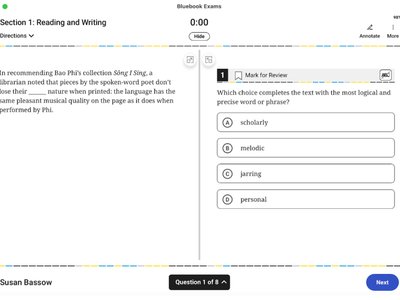 Bluebook Exams
Section 1: Reading and Writing
0:00
Directions
Hide
Annotate
More
In recommending Bao Phi's collection Sông I Sing, a
librarian noted that pieces by the spoken-word poet don't
lose their ______ nature when printed: the language has the
same pleasant musical quality on the page as it does when
performed by Phi.
1
Mark for Review
ABC
Which choice completes the text with the most logical and
precise word or phrase?
A scholarly
B melodic
C jarring
D personal
Susan Bassow
Question 1 of 8
Next